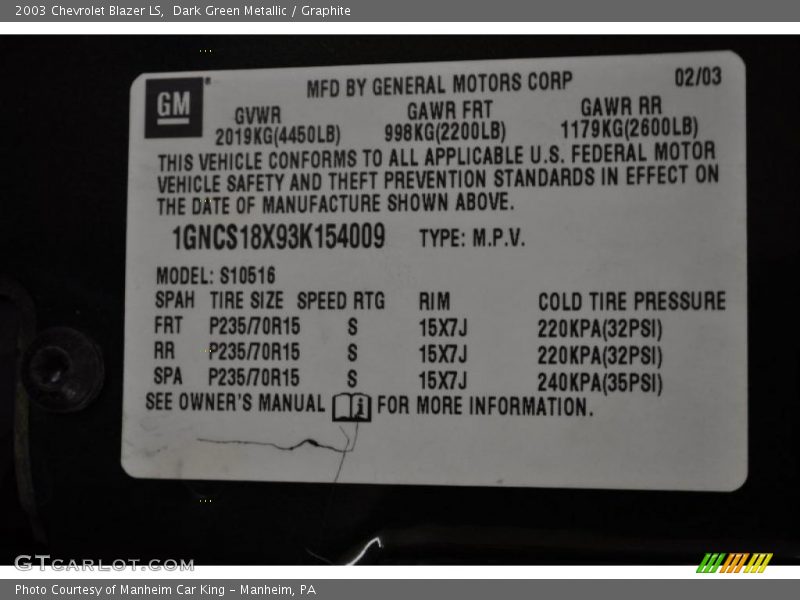 2003 Chevrolet Blazer LS, Dark Green Metallic / Graphite
GM
MFD BY GENERAL MOTORS CORP 02/03
GVWR GAWR FRT GAWR RR
2019KG(4450LB) 998KG(2200LB) 1179KG(2600LB)
THIS VEHICLE CONFORMS TO ALL APPLICABLE U.S. FEDERAL MOTOR
VEHICLE SAFETY AND THEFT PREVENTION STANDARDS IN EFFECT ON
THE DATE OF MANUFACTURE SHOWN ABOVE.
1GNCS18X93K154009 TYPE: M.P.V.
MODEL: S10516
SPAH TIRE SIZE SPEED RTG RIM COLD TIRE PRESSURE
FRT P235/70R15 S 15X7J 220KPA(32PSI)
RR P235/70R15 S 15X7J 220KPA(32PSI)
SPA P235/70R15 S 15X7J 240KPA(35PSI)
SEE OWNER'S MANUAL i FOR MORE INFORMATION.
GTCARLOT.COM
Photo Courtesy of Manheim Car King - Manheim, PA